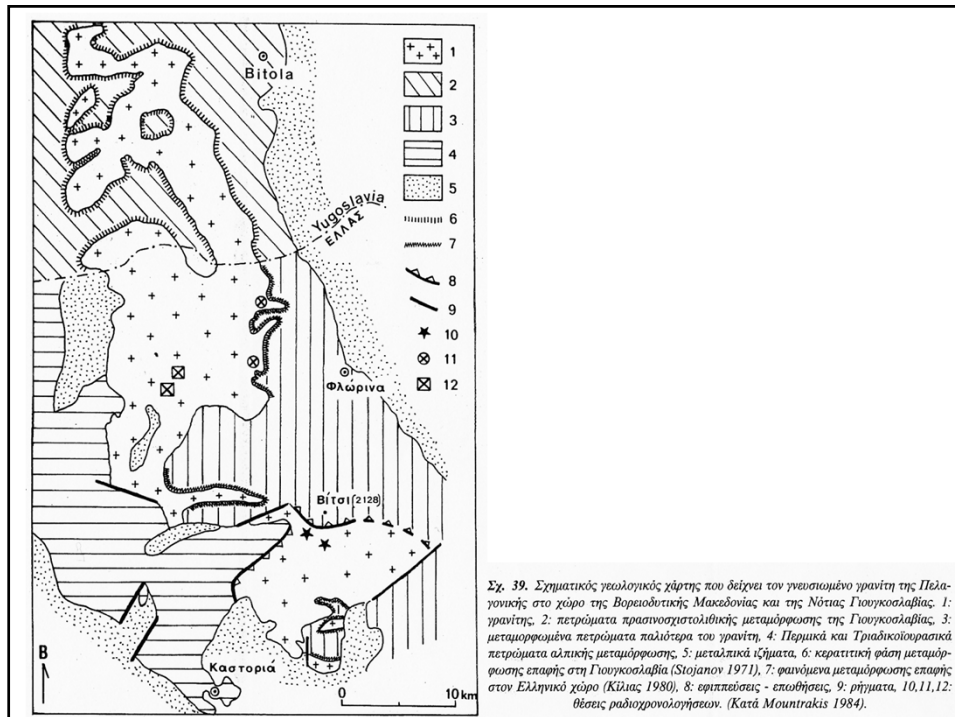 Bitola
1
2
3
4
5
6
7
8
9
10
11
12
Yugoslavia
ΕΛΛΑΣ
Φλώρινα
Βίτσι (2128)
Καστοριά
Β
0 10 km
Σχ. 39. Σχηματικός γεωλογικός χάρτης που δείχνει τον γνευσιωμένο γρανίτη της Πελα-
γονικής στο χώρο της Βορειοδυτικής Μακεδονίας και της Νότιας Γιουγκοσλαβίας. 1:
γρανίτης, 2: πετρώματα πρασινοσχιστολιθικής μεταμόρφωσης της Γιουγκοσλαβίας, 3:
μεταμορφωμένα πετρώματα παλιότερα του γρανίτη, 4: Περμικά και Τριαδικοϊουρασικά
πετρώματα αλπικής μεταμόρφωσης, 5: μεταλπικά ιζήματα, 6: κερατιτική φάση μεταμόρ-
φωσης επαφής στη Γιουγκοσλαβία (Stojanov 1971), 7: φαινόμενα μεταμόρφωσης επαφής
στον Ελληνικό χώρο (Κίλιας 1980), 8: εφιππεύσεις - επωθήσεις, 9: ρήγματα, 10,11,12:
θέσεις ραδιοχρονολογήσεων. (Κατά Mountrakis 1984).